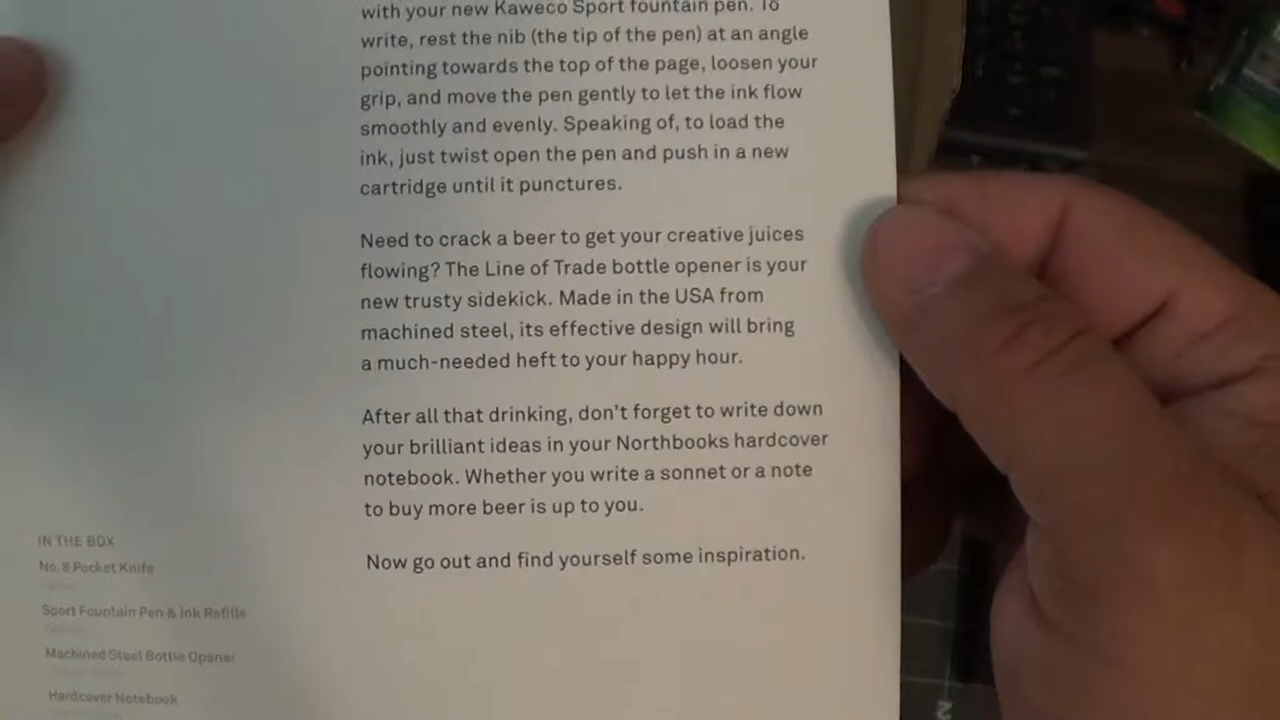 with your new Kaweco Sport fountain pen. To
write, rest the nib (the tip of the pen) at an angle
pointing towards the top of the page, loosen your
grip, and move the pen gently to let the ink flow
smoothly and evenly. Speaking of, to load the
ink, just twist open the pen and push in a new
cartridge until it punctures.
Need to crack a beer to get your creative juices
flowing? The Line of Trade bottle opener is your
new trusty sidekick. Made in the USA from
machined steel, its effective design will bring
a much-needed heft to your happy hour.
After all that drinking, don't forget to write down
your brilliant ideas in your Northbooks hardcover
notebook. Whether you write a sonnet or a note
to buy more beer is up to you.
Now go out and find yourself some inspiration.
IN THE BOX
No. 8 Pocket Knife
Sport Fountain Pen & Ink Refills
Machined Steel Bottle Opener
Hardcover Notebook